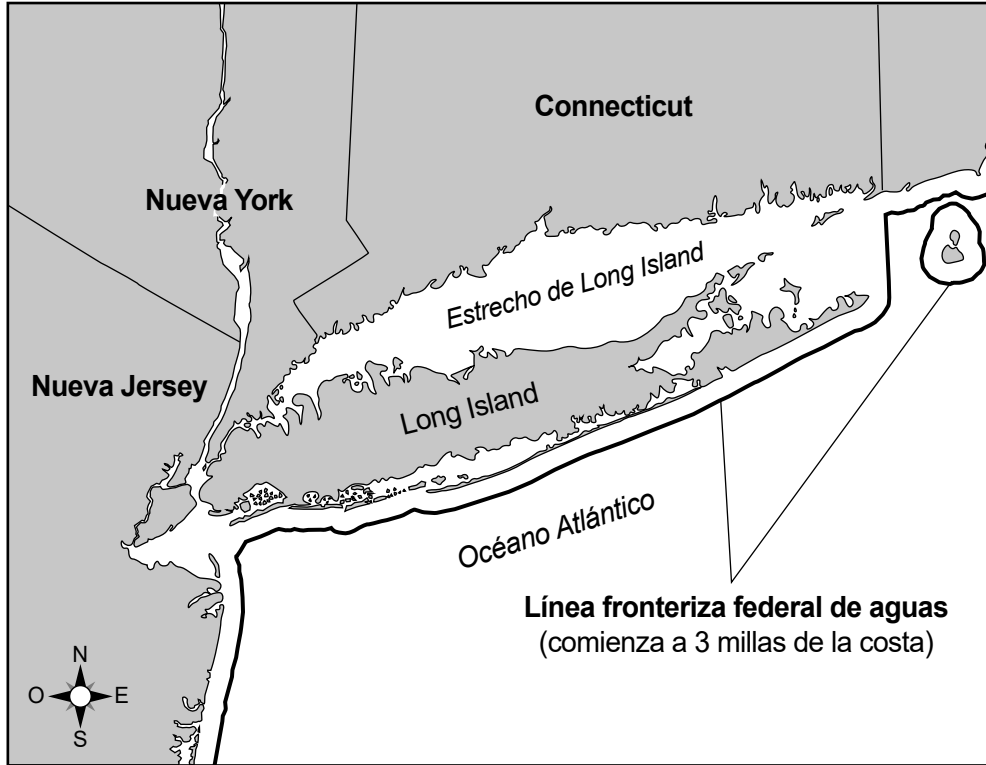 Connecticut
Nueva York
Estrecho de Long Island
Nueva Jersey
Long Island
Océano Atlántico
Línea fronteriza federal de aguas
(comienza a 3 millas de la costa)
N
O E
S